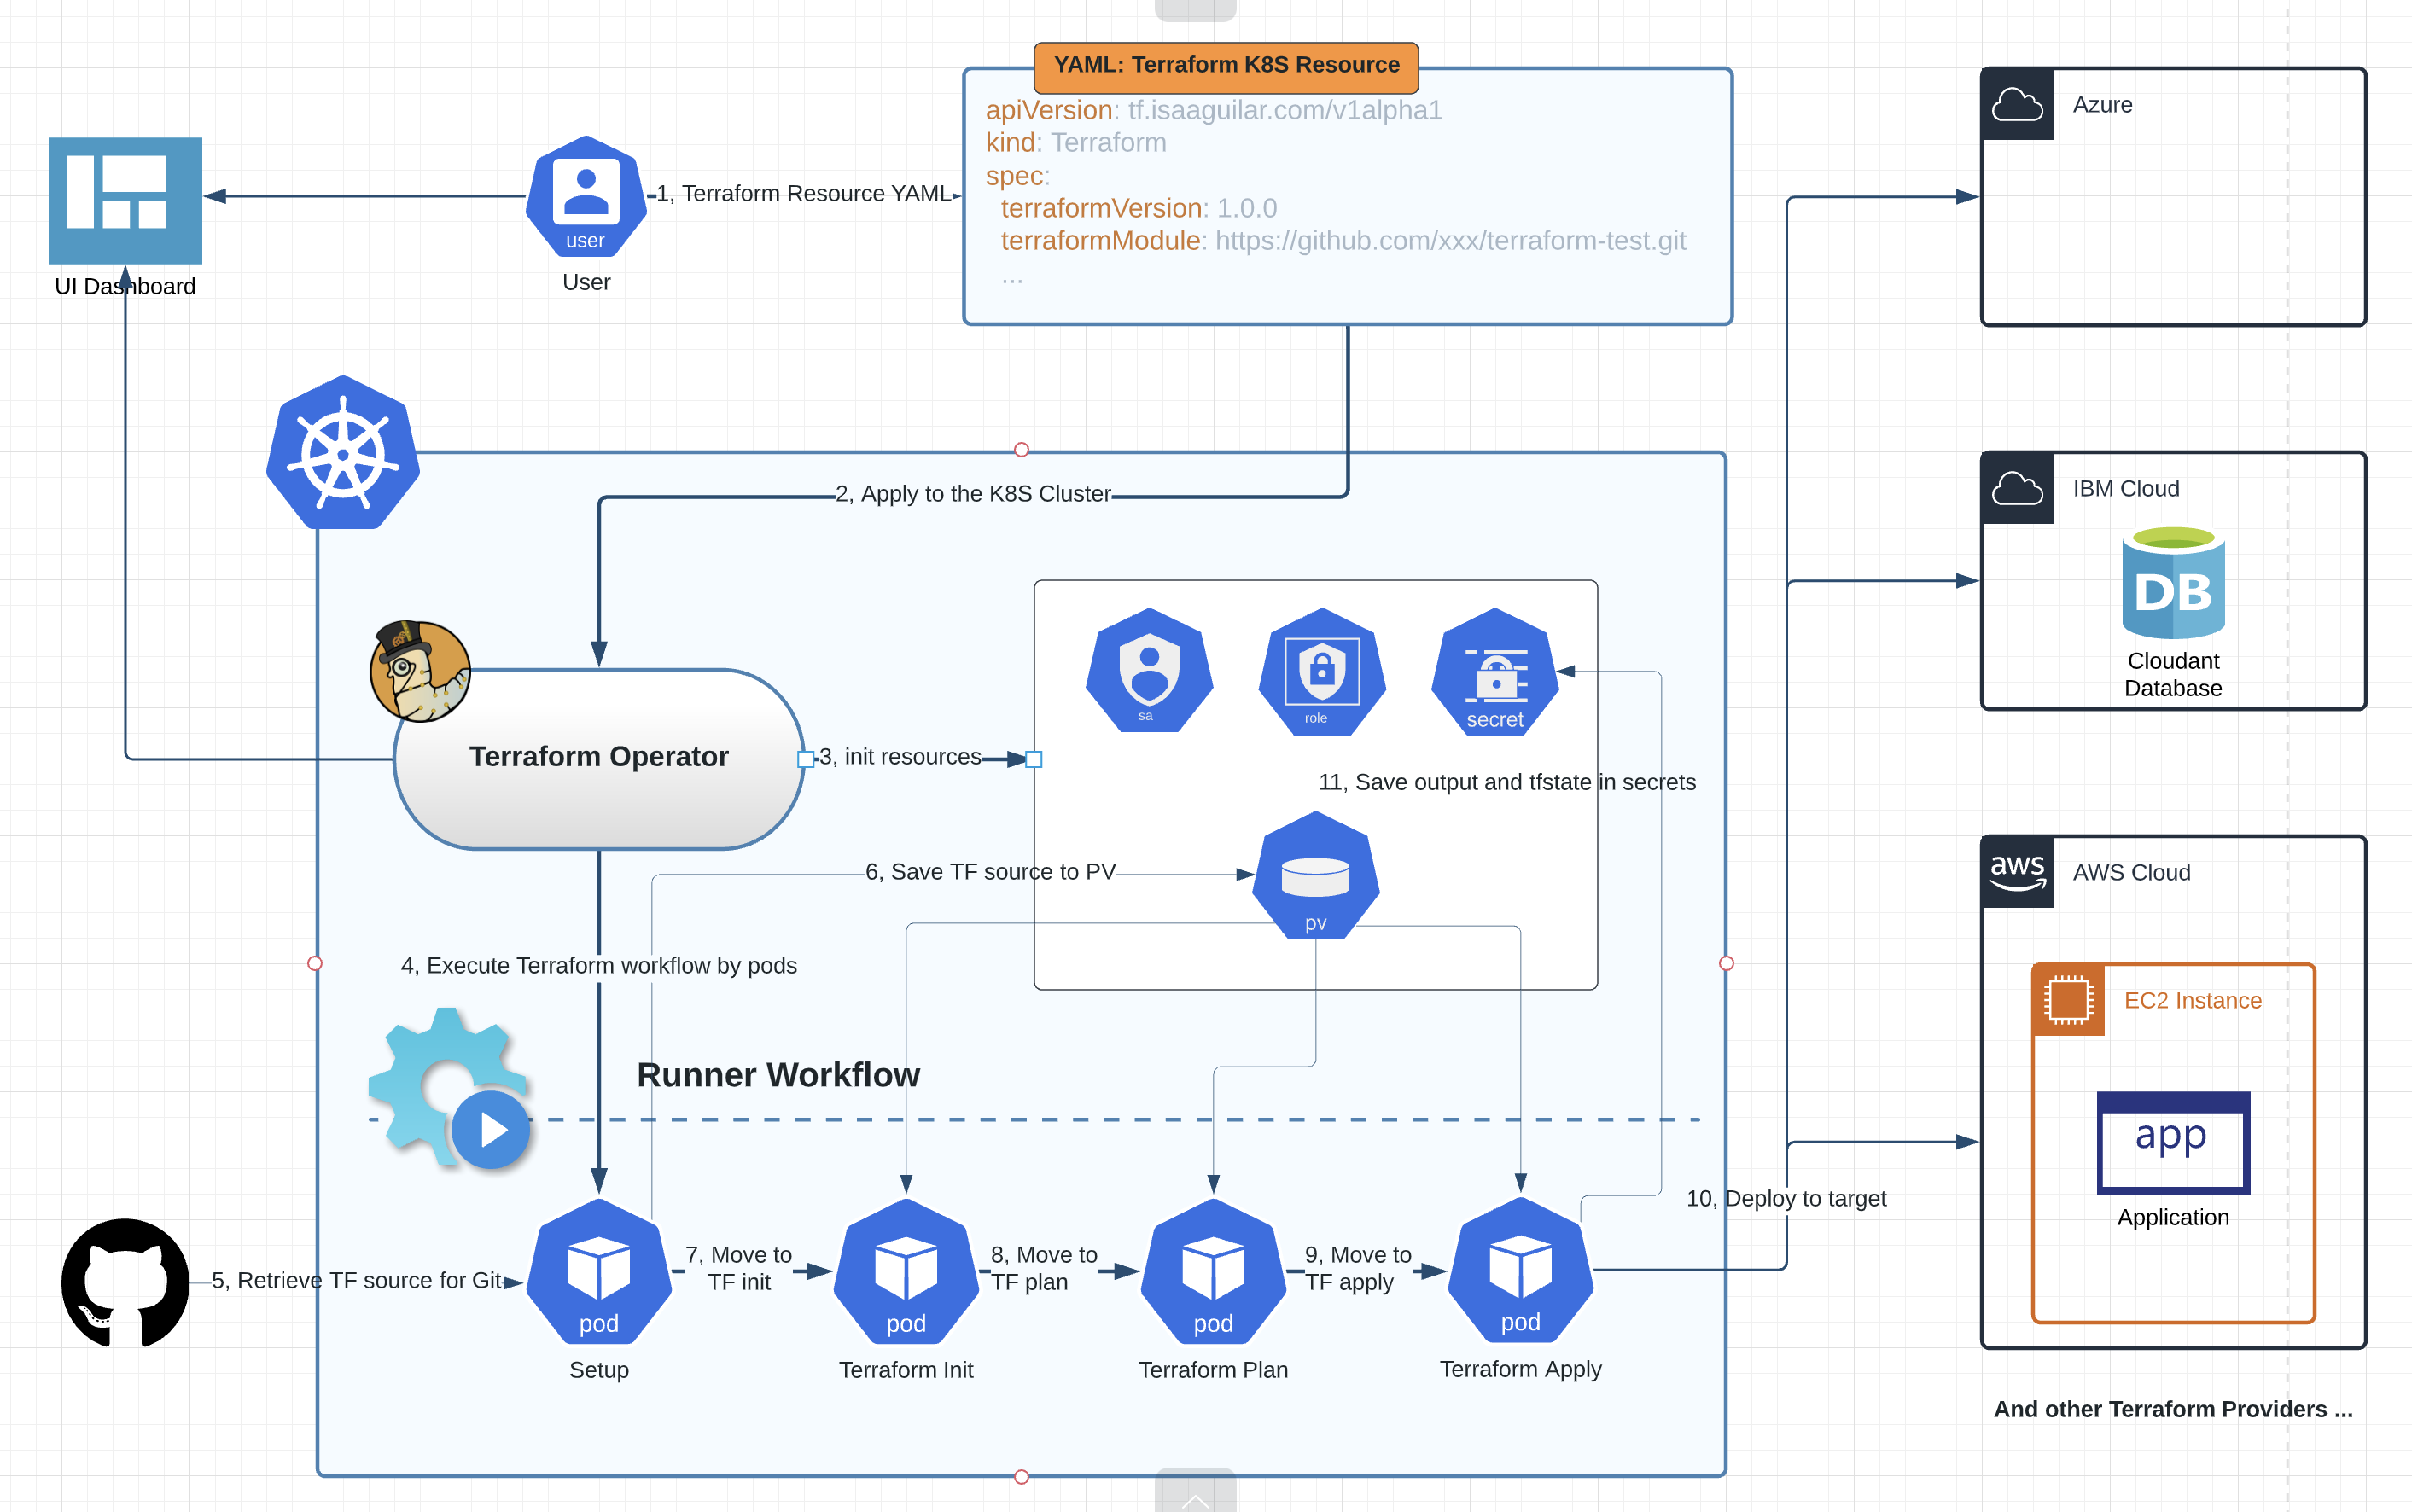 YAML: Terraform K8S Resource
apiVersion: tf.isaaguilar.com/v1alpha1
kind: Terraform
spec:
terraformVersion: 1.0.0
terraformModule: https://github.com/xxx/terraform-test.git
...
Azure
user
User
1, Terraform Resource YAML
UI Dashboard
2, Apply to the K8S Cluster
IBM Cloud
DB
Cloudant
Database
sa
role
secret
Terraform Operator
3, init resources
11, Save output and tfstate in secrets
6, Save TF source to PV
pv
aws
AWS Cloud
4, Execute Terraform workflow by pods
EC2 Instance
Runner Workflow
app
Application
10, Deploy to target
5, Retrieve TF source for Git
pod
Setup
7, Move to
TF init
pod
Terraform Init
8, Move to
TF plan
pod
Terraform Plan
9, Move to
TF apply
pod
Terraform Apply
And other Terraform Providers ...